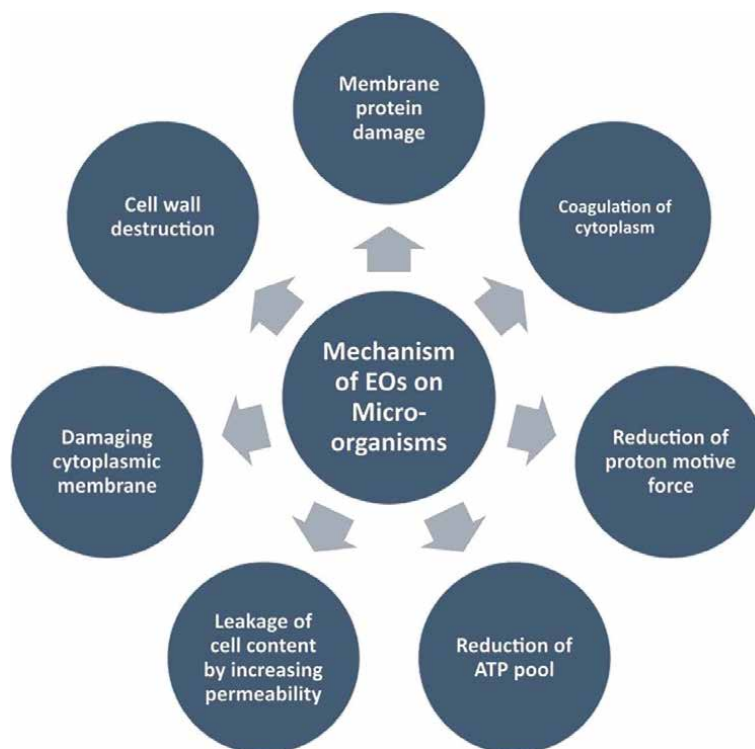 Membrane
protein
damage
Coagulation of
cytoplasm
Reduction of
proton motive
force
Reduction of
ATP pool
Leakage of
cell content
by increasing
permeability
Damaging
cytoplasmic
membrane
Cell wall
destruction
Mechanism
of EOs on
Micro-
organisms